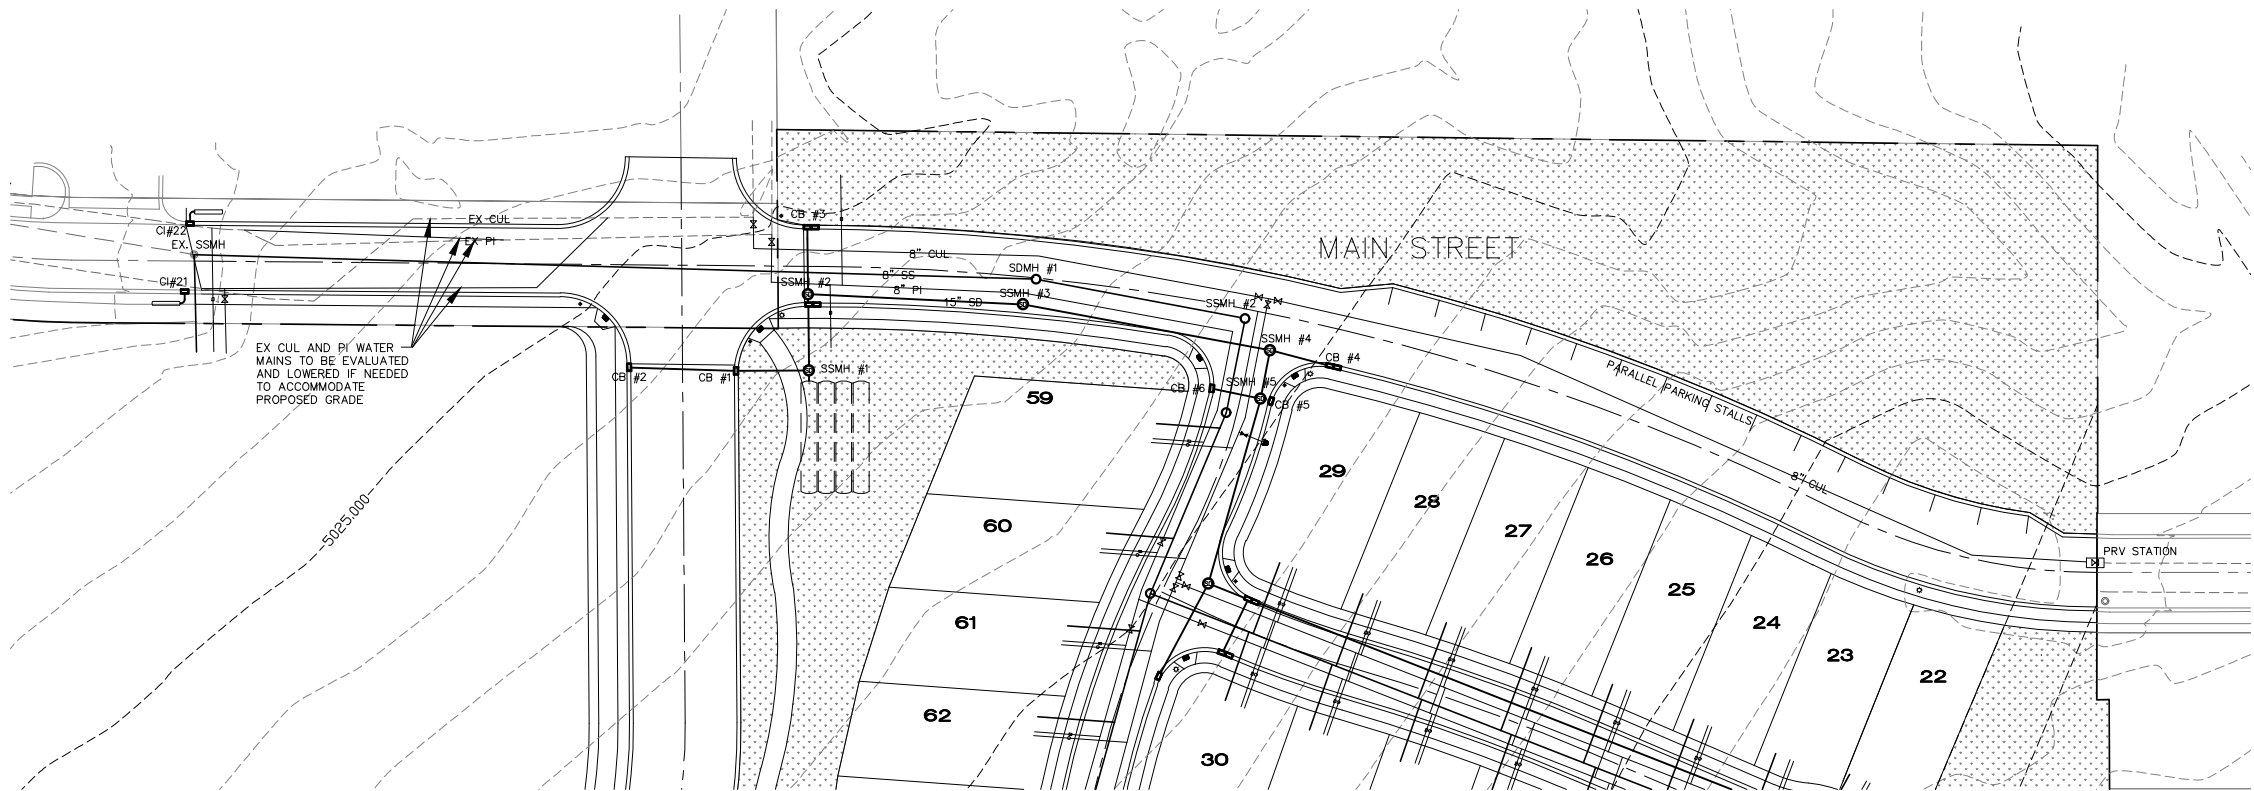 CB #3
EX CUL
CI#22
EX. SSMH
EX PI
MAIN STREET
8" CUL
SDMH #1
8" SS
CI#21
SSMH #2
8" PI
SSMH #3
15" SD
SSMH #2
SSMH #4
EX CUL AND PI WATER
MAINS TO BE EVALUATED
AND LOWERED IF NEEDED
TO ACCOMMODATE
PROPOSED GRADE
CB #4
PARALLEL PARKING STALLS
CB #2
CB #1
SSMH #1
CB #6
SSMH #5
CB #5
59
29
28
27
26
25
24
23
22
8" CUL
5025.000
60
PRV STATION
61
62
30